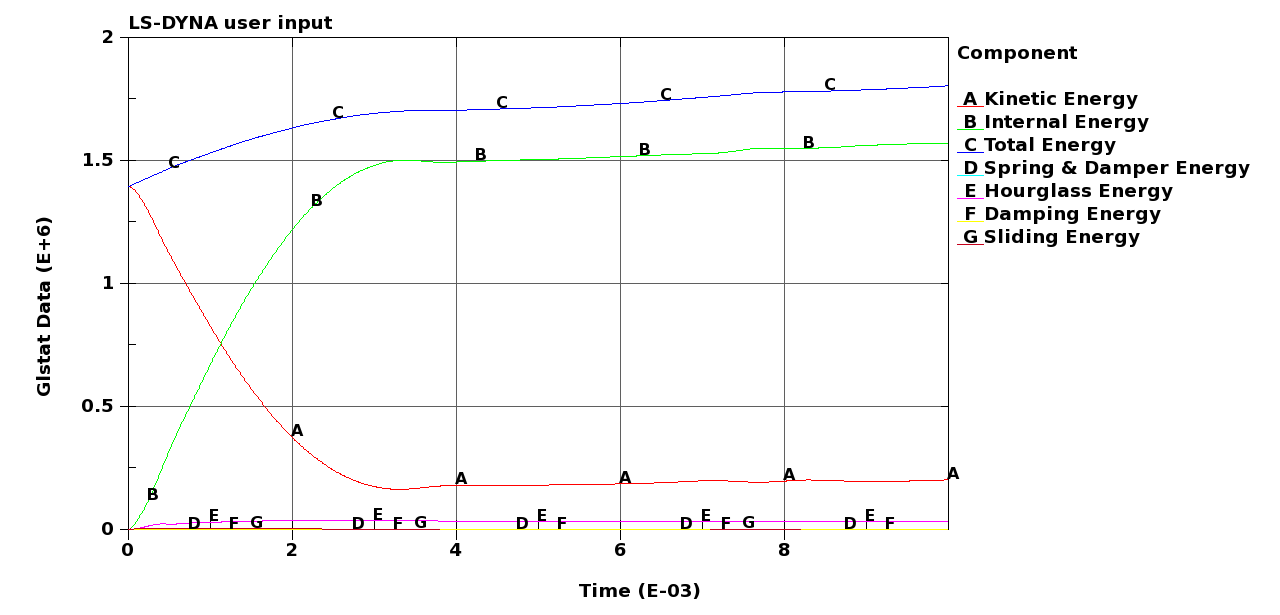 LS-DYNA user input
Glstat Data (E+6)
2
1.5
1
0.5
0
0
2
4
6
8
Time (E-03)
C
C
C
C
C
B
B
B
B
B
A
A
A
A
A
D
E
F
G
D
E
F
G
D
E
F
D
E
F
G
D
E
F
Component
A Kinetic Energy
B Internal Energy
C Total Energy
D Spring & Damper Energy
E Hourglass Energy
F Damping Energy
G Sliding Energy